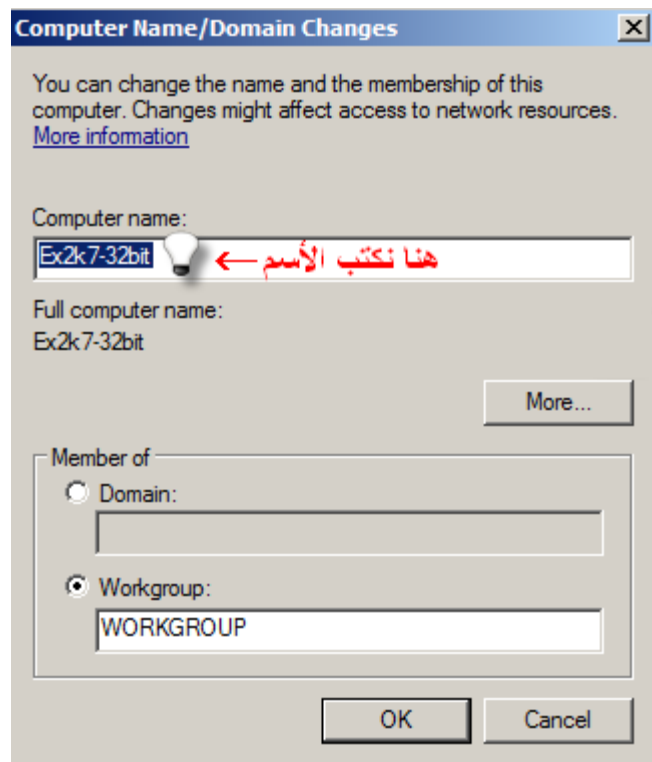 Computer Name/Domain Changes
You can change the name and the membership of this
computer. Changes might affect access to network resources.
More information
Computer name:
Ex2k7-32bit هنا نكتب الأسم
Full computer name:
Ex2k7-32bit
More...
Member of
Domain:
Workgroup:
WORKGROUP
OK Cancel